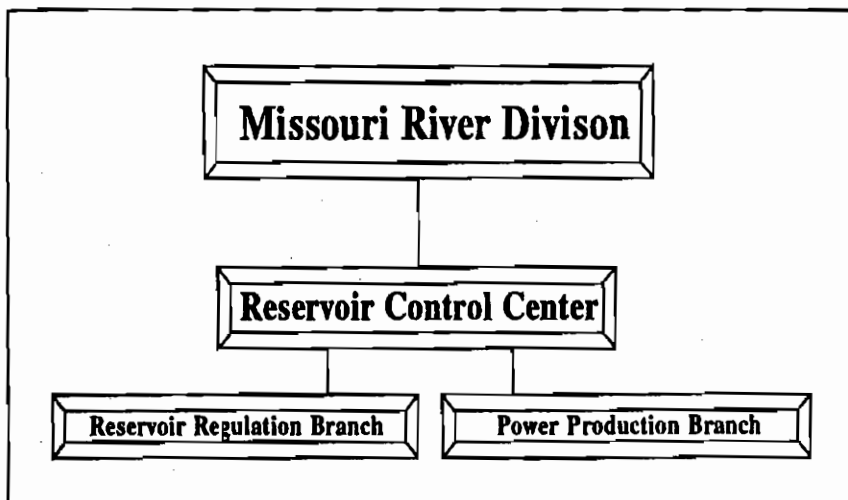 Missouri River Divison
Reservoir Control Center
Reservoir Regulation Branch
Power Production Branch